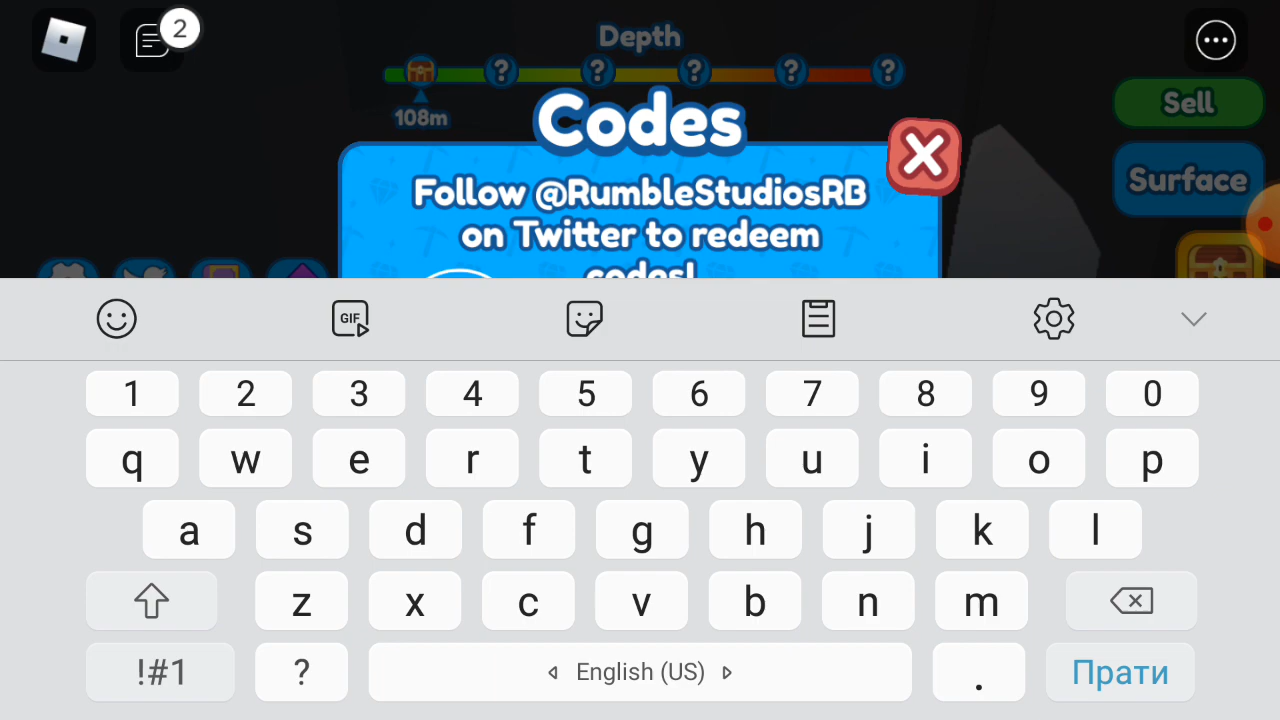 2
Depth
? ? ? ? ?
108m
Codes
Sell
Surface
Follow @RumbleStudiosRB
on Twitter to redeem
codes!
GIF
1 2 3 4 5 6 7 8 9 0
q w e r t y u i o p
a s d f g h j k l
z x c v b n m
!#1 ? English (US) . Прати